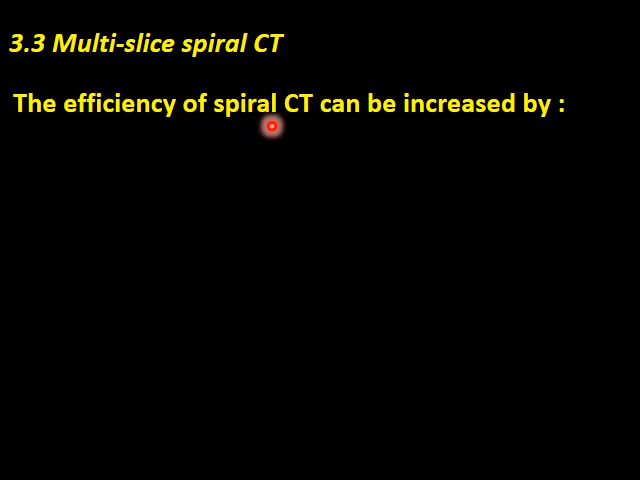 3.3 Multi-slice spiral CT
The efficiency of spiral CT can be increased by :